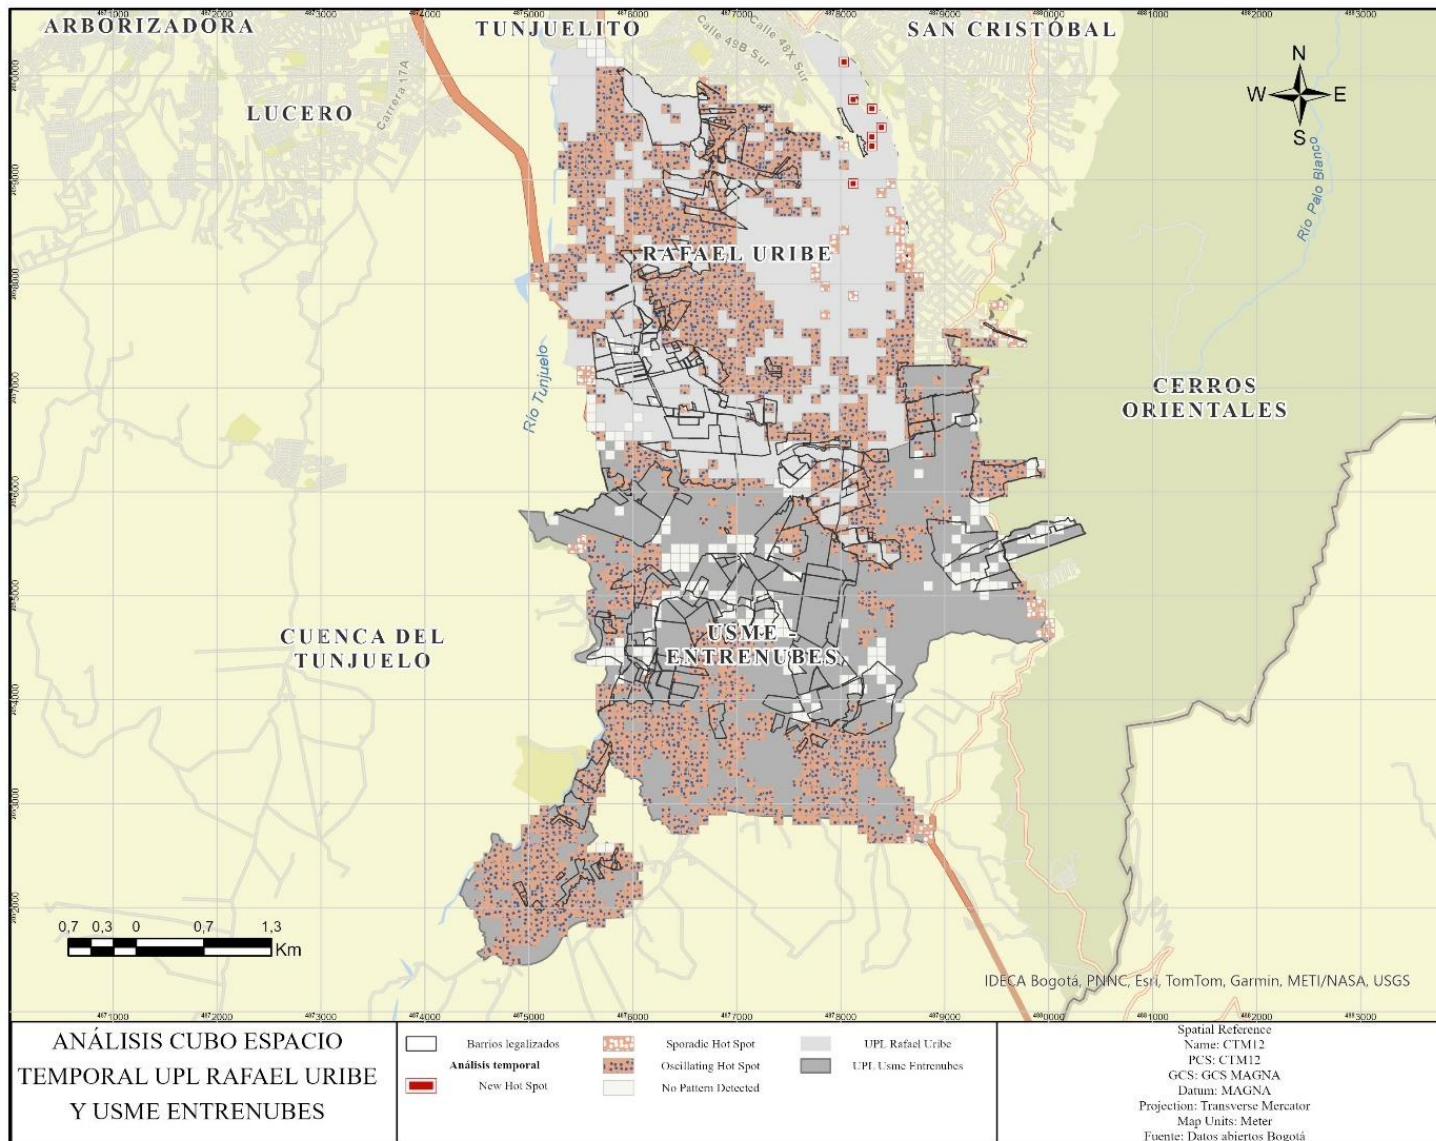 ARBORIZADORA
TUNJUELITO
SAN CRISTÓBAL
Calle 49B Sur
Calle 48X Sur
Carrera 17A
LUCERO
N
W E
S
Río Palo Blanco
RAFAEL URIBE
Río Tunjuelo
CERROS
ORIENTALES
CUENCA DEL
TUNJUELO
USME -
ENTRENUBES
0,7 0,3 0 0,7 1,3
Km
IDECA Bogotá, PNNC, Esri, TomTom, Garmin, METI/NASA, USGS
ANÁLISIS CUBO ESPACIO
TEMPORAL UPL RAFAEL URIBE
Y USME ENTRENUBES
Barrios legalizados
Análisis temporal
New Hot Spot
Sporadic Hot Spot
Oscillating Hot Spot
No Pattern Detected
UPL Rafael Uribe
UPL Usme Entrenubes
Spatial Reference
Name: CTM12
PCS: CTM12
GCS: GCS MAGNA
Datum: MAGNA
Projection: Transverse Mercator
Map Units: Meter
Fuente: Datos abiertos Bogotá